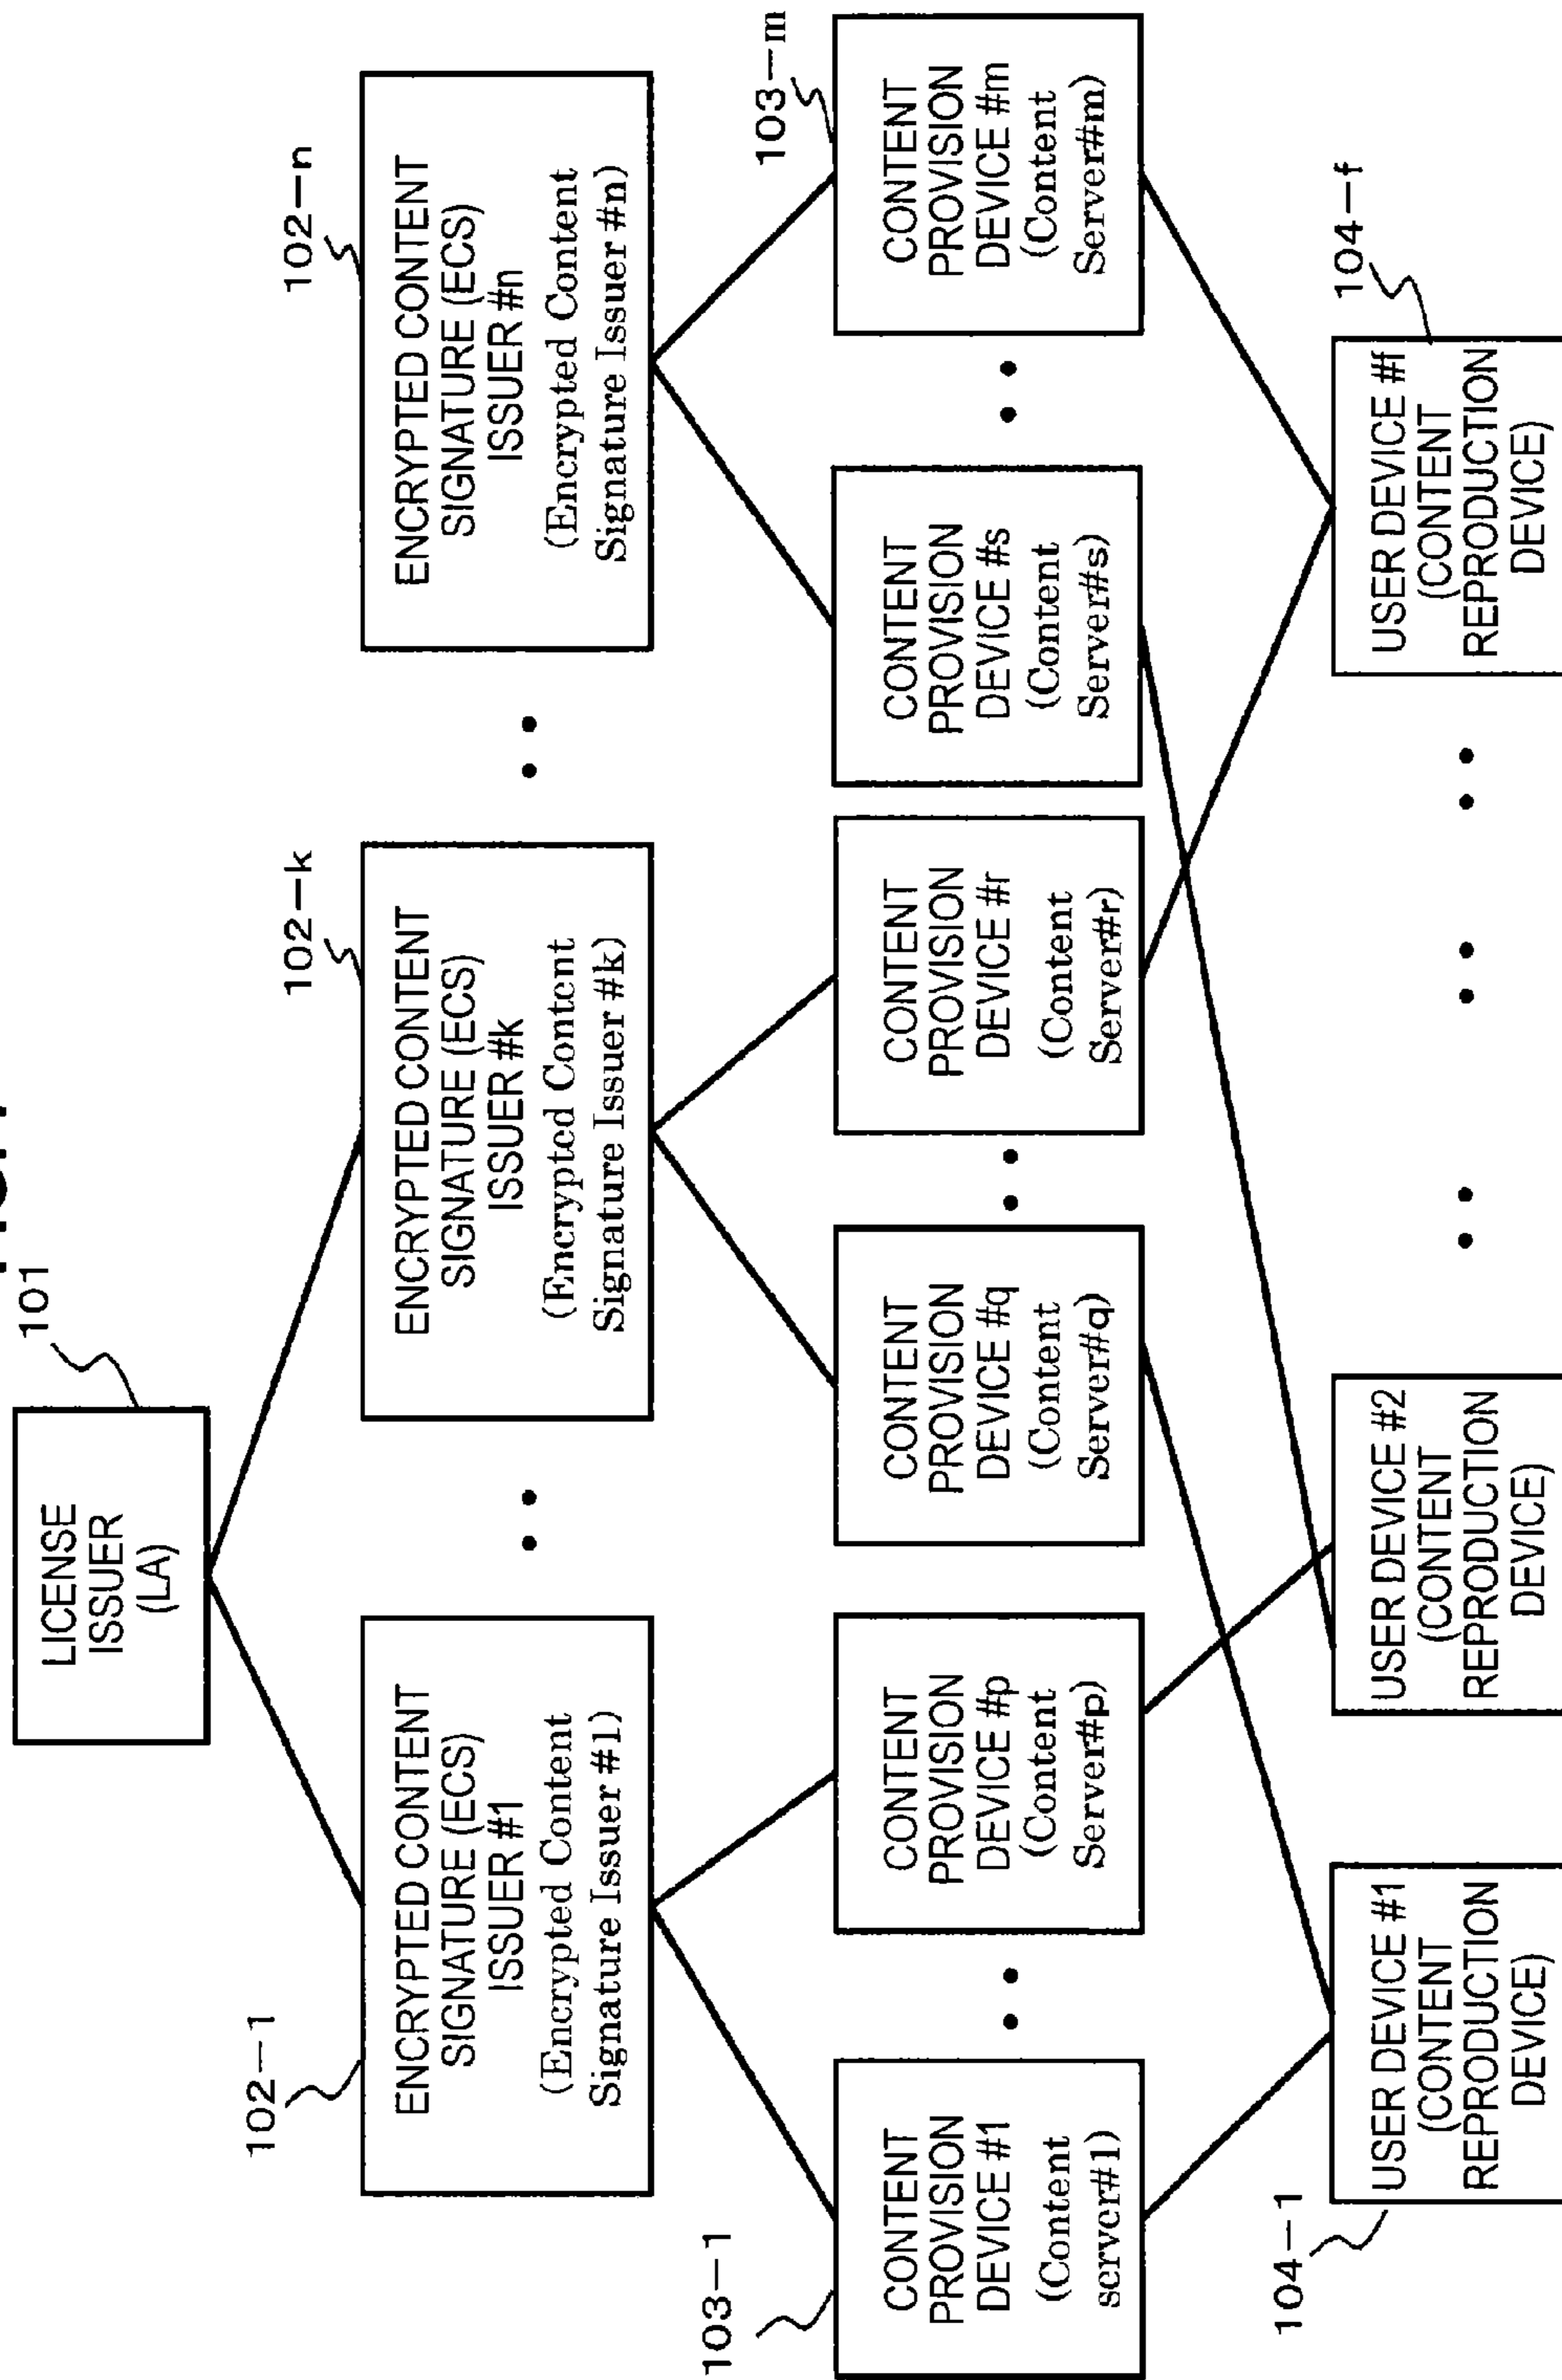 101
LICENSE
ISSUER
(LA)
102-1
ENCRYPTED CONTENT
SIGNATURE (ECS)
ISSUER #1
(Encrypted Content
Signature Issuer #1)
102-k
ENCRYPTED CONTENT
SIGNATURE (ECS)
ISSUER #k
(Encrypted Content
Signature Issuer #k)
102-n
ENCRYPTED CONTENT
SIGNATURE (ECS)
ISSUER #n
(Encrypted Content
Signature Issuer #n)
103-1
CONTENT
PROVISION
DEVICE #1
(Content
server#1)
CONTENT
PROVISION
DEVICE #p
(Content
Server#p)
CONTENT
PROVISION
DEVICE #q
(Content
Server#q)
CONTENT
PROVISION
DEVICE #r
(Content
Server#r)
CONTENT
PROVISION
DEVICE #s
(Content
Server#s)
103-m
CONTENT
PROVISION
DEVICE #m
(Content
Server#m)
104-1
USER DEVICE #1
(CONTENT
REPRODUCTION
DEVICE)
USER DEVICE #2
(CONTENT
REPRODUCTION
DEVICE)
104-f
USER DEVICE #f
(CONTENT
REPRODUCTION
DEVICE)